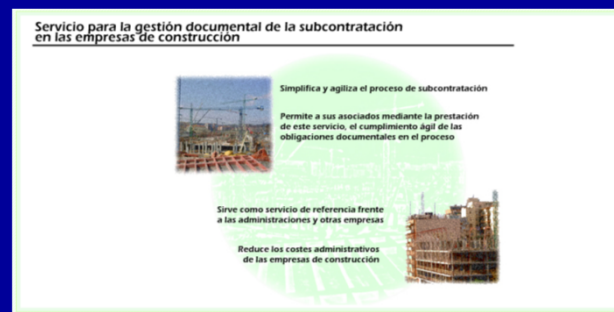 Servicio para la gestión documental de la subcontratación
en las empresas de construcción
Simplifica y agiliza el proceso de subcontratación
Permite a sus asociados mediante la prestación
de este servicio, el cumplimiento ágil de las
obligaciones documentales en el proceso
Sirve como servicio de referencia frente
a las administraciones y otras empresas
Reduce los costes administrativos
de las empresas de construcción